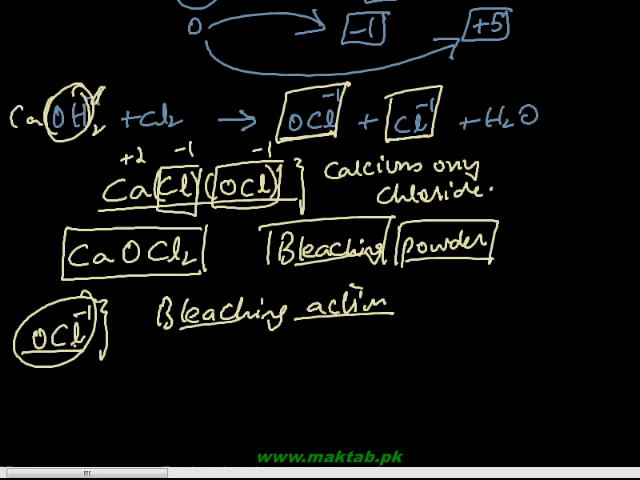 0 -1 +5
Ca(OH)₂ + Cl₂ → OCl⁻¹ + Cl⁻¹ + H₂O
+2 -1 -1
Ca(Cl)(OCl) } Calcium oxy
chloride.
CaOCl₂ Bleaching Powder
OCl⁻¹ } Bleaching action
www.maktab.pk